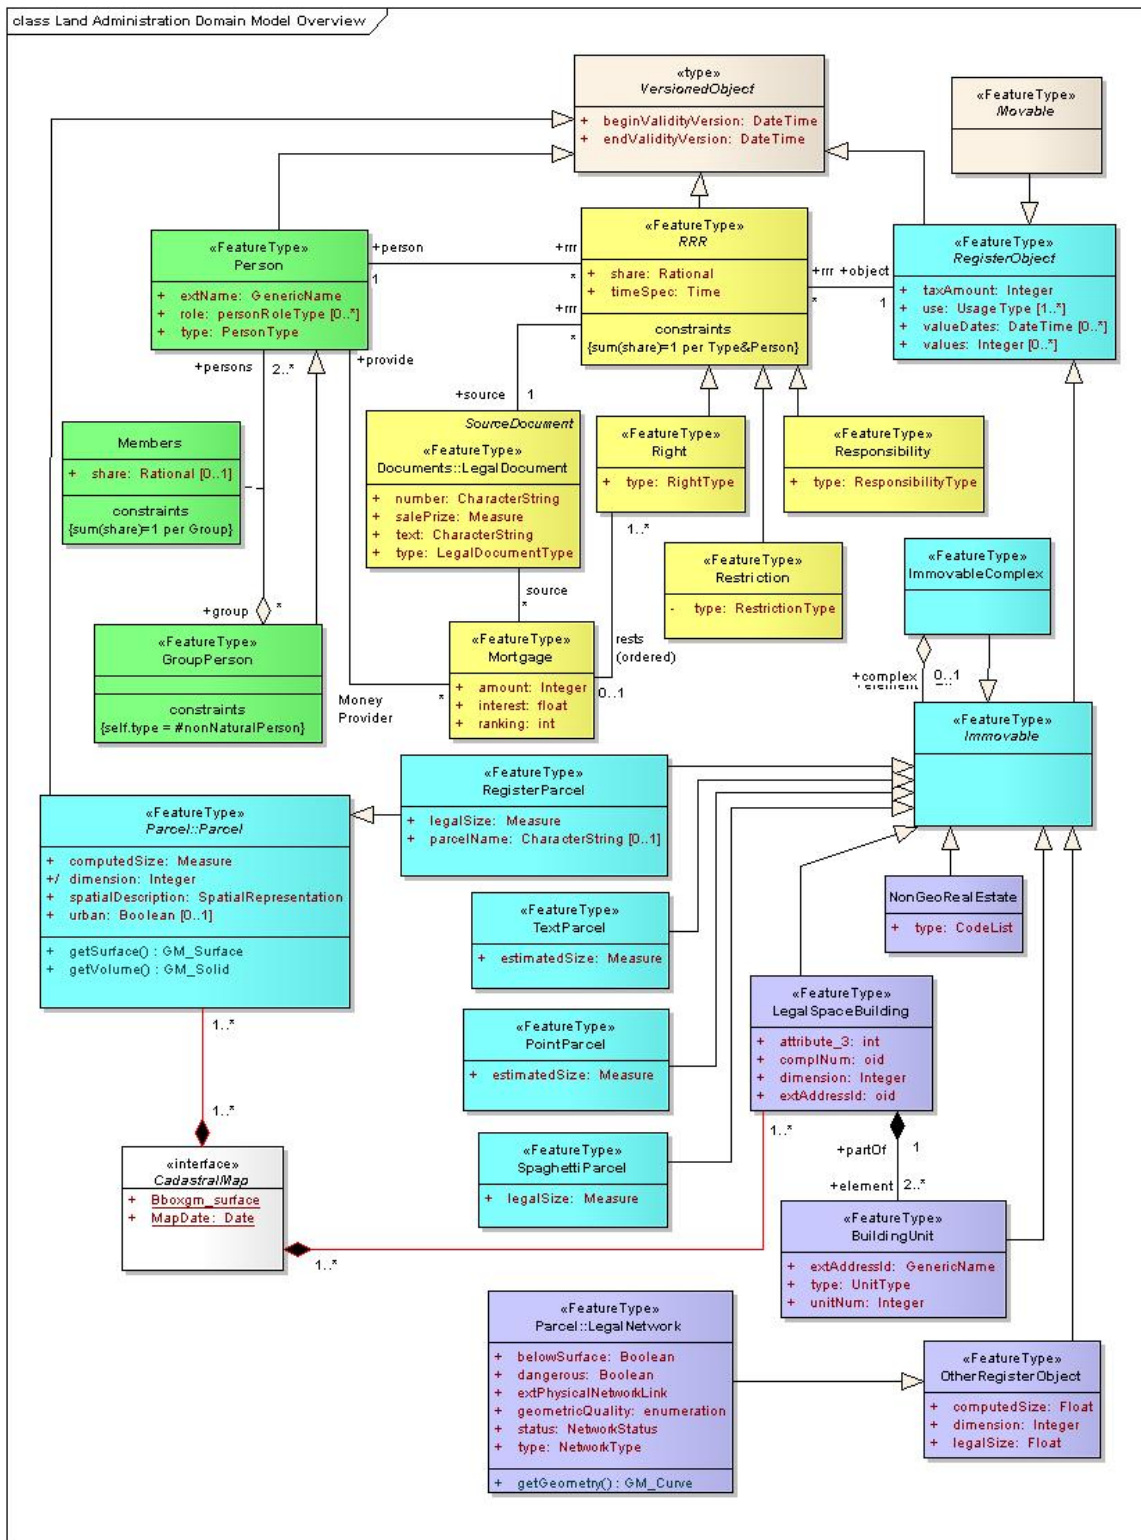 class Land Administration Domain Model Overview
«type»
VersionedObject
+ beginValidityVersion: DateTime
+ endValidityVersion: DateTime
«FeatureType»
Movable
«FeatureType»
Person
+ extName: GenericName
+ role: personRoleType [0..*]
+ type: PersonType
+person
1
+rrr
*
«FeatureType»
RRR
+ share: Rational
+ timeSpec: Time
constraints
{sum(share)=1 per Type&Person}
+rrr +object
* 1
«FeatureType»
RegisterObject
+ taxAmount: Integer
+ use: UsageType [1..*]
+ valueDates: DateTime [0..*]
+ values: Integer [0..*]
+rrr
*
+persons 2..*
+provide
+source 1
Members
+ share: Rational [0..1]
constraints
{sum(share)=1 per Group}
SourceDocument
«FeatureType»
Documents::LegalDocument
+ number: CharacterString
+ salePrize: Measure
+ text: CharacterString
+ type: LegalDocumentType
«FeatureType»
Right
+ type: RightType
1..*
«FeatureType»
Responsibility
+ type: ResponsibilityType
«FeatureType»
Restriction
- type: RestrictionType
«FeatureType»
ImmovableComplex
source
*
+group *
«FeatureType»
GroupPerson
constraints
{self.type = #nonNaturalPerson}
Money
Provider
*
«FeatureType»
Mortgage
+ amount: Integer
+ interest: float
+ ranking: int
rests
(ordered)
0..1
+complex 0..1
+element
«FeatureType»
Immovable
«FeatureType»
RegisterParcel
+ legalSize: Measure
+ parcelName: CharacterString [0..1]
«FeatureType»
Parcel::Parcel
+ computedSize: Measure
+/ dimension: Integer
+ spatialDescription: SpatialRepresentation
+ urban: Boolean [0..1]
+ getSurface() : GM_Surface
+ getVolume() : GM_Solid
«FeatureType»
TextParcel
+ estimatedSize: Measure
NonGeoRealEstate
+ type: CodeList
«FeatureType»
LegalSpaceBuilding
+ attribute_3: int
+ complNum: oid
+ dimension: Integer
+ extAddressId: oid
1..*
«FeatureType»
PointParcel
+ estimatedSize: Measure
1..*
1..*
+partOf 1
«FeatureType»
SpaghettiParcel
+ legalSize: Measure
«interface»
CadastralMap
+ Bboxgm_surface
+ MapDate: Date
1..*
+element 2..*
«FeatureType»
BuildingUnit
+ extAddressId: GenericName
+ type: UnitType
+ unitNum: Integer
«FeatureType»
Parcel::LegalNetwork
+ belowSurface: Boolean
+ dangerous: Boolean
+ extPhysicalNetworkLink
+ geometricQuality: enumeration
+ status: NetworkStatus
+ type: NetworkType
+ getGeometry() : GM_Curve
«FeatureType»
OtherRegisterObject
+ computedSize: Float
+ dimension: Integer
+ legalSize: Float